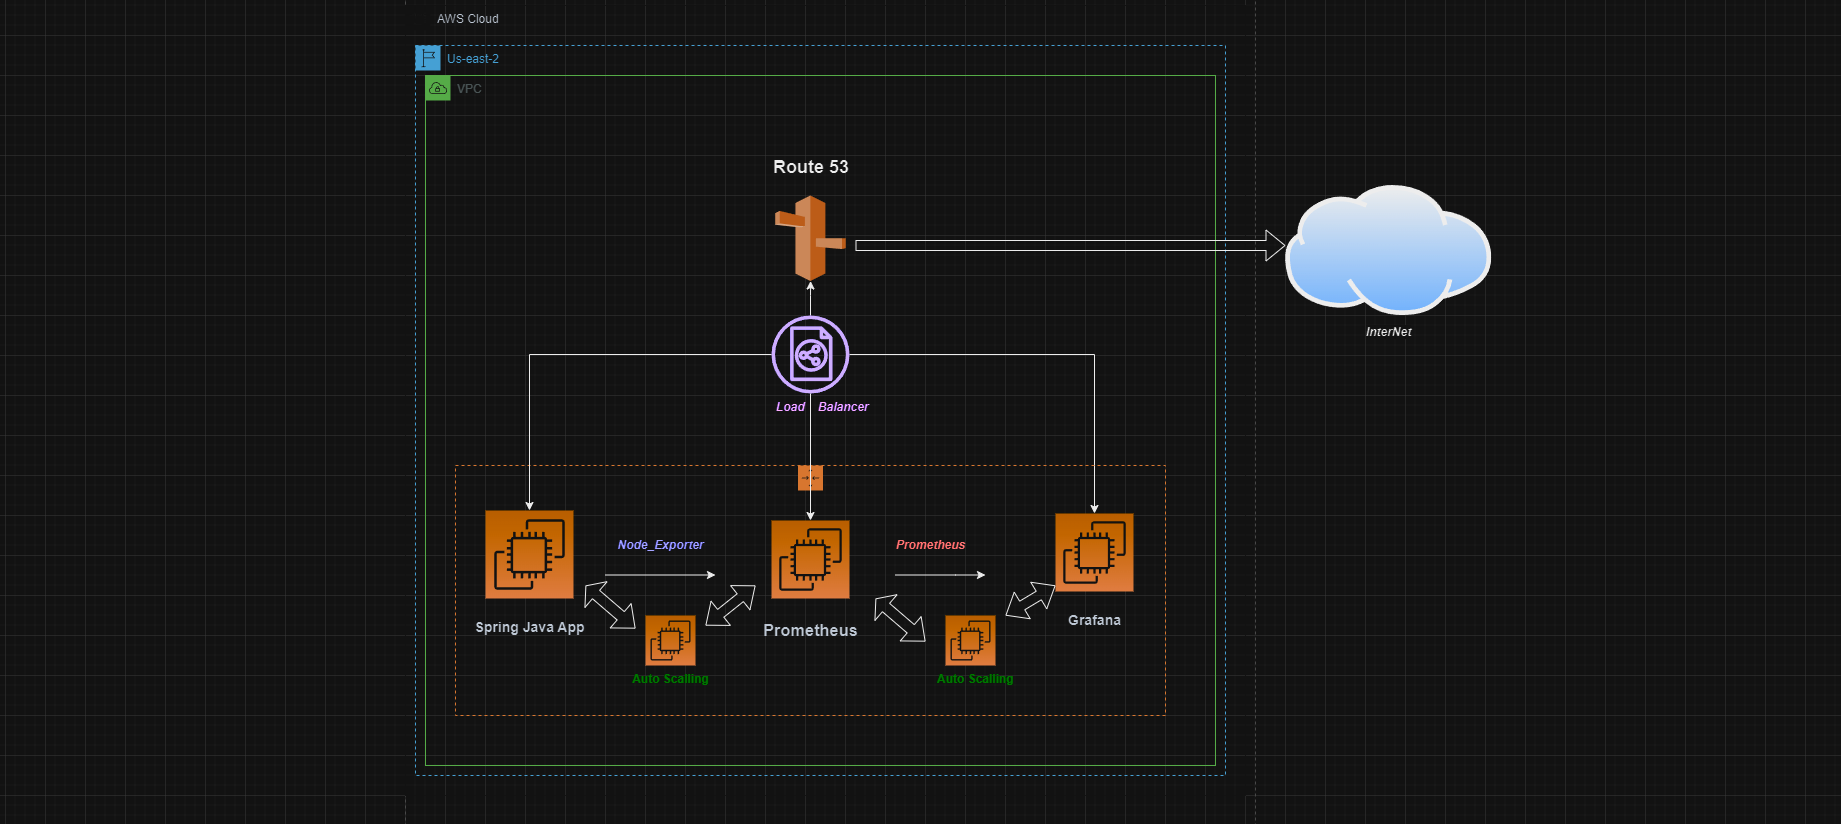 AWS Cloud
Us-east-2
VPC
Route 53
InterNet
Load Balancer
Node_Exporter
Prometheus
Spring Java App
Prometheus
Grafana
Auto Scalling
Auto Scalling